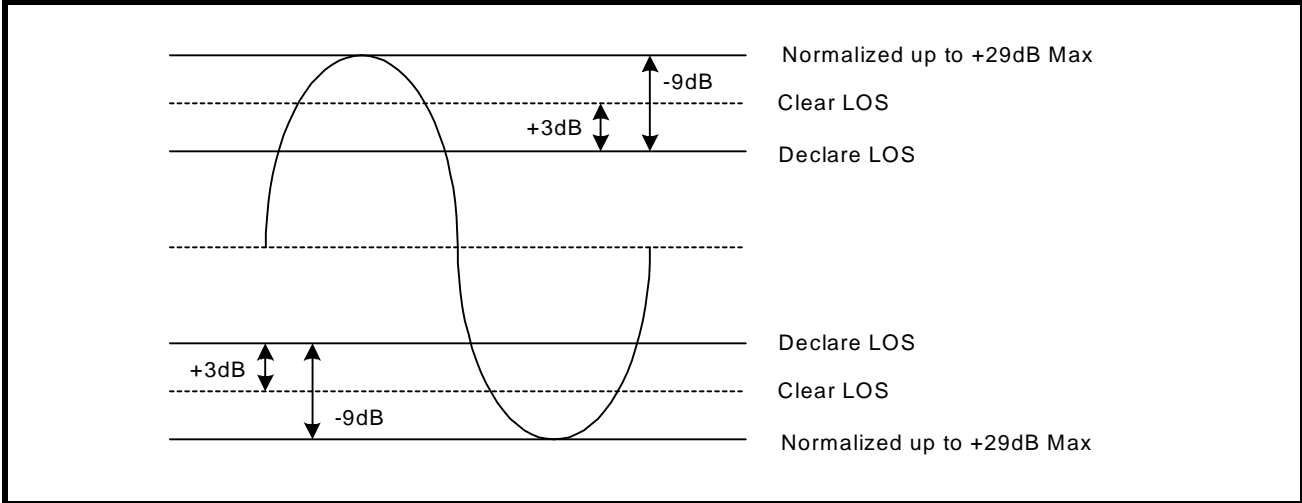 Normalized up to +29dB Max
-9dB
Clear LOS
+3dB
Declare LOS
Declare LOS
+3dB
Clear LOS
-9dB
Normalized up to +29dB Max